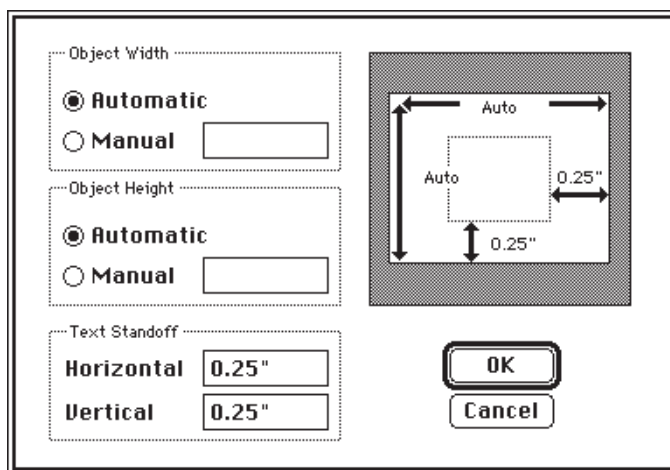 Object Width
Automatic
Manual
Object Height
Automatic
Manual
Text Standoff
Horizontal 0.25"
Vertical 0.25"
Auto
Auto 0.25"
0.25"
OK
Cancel